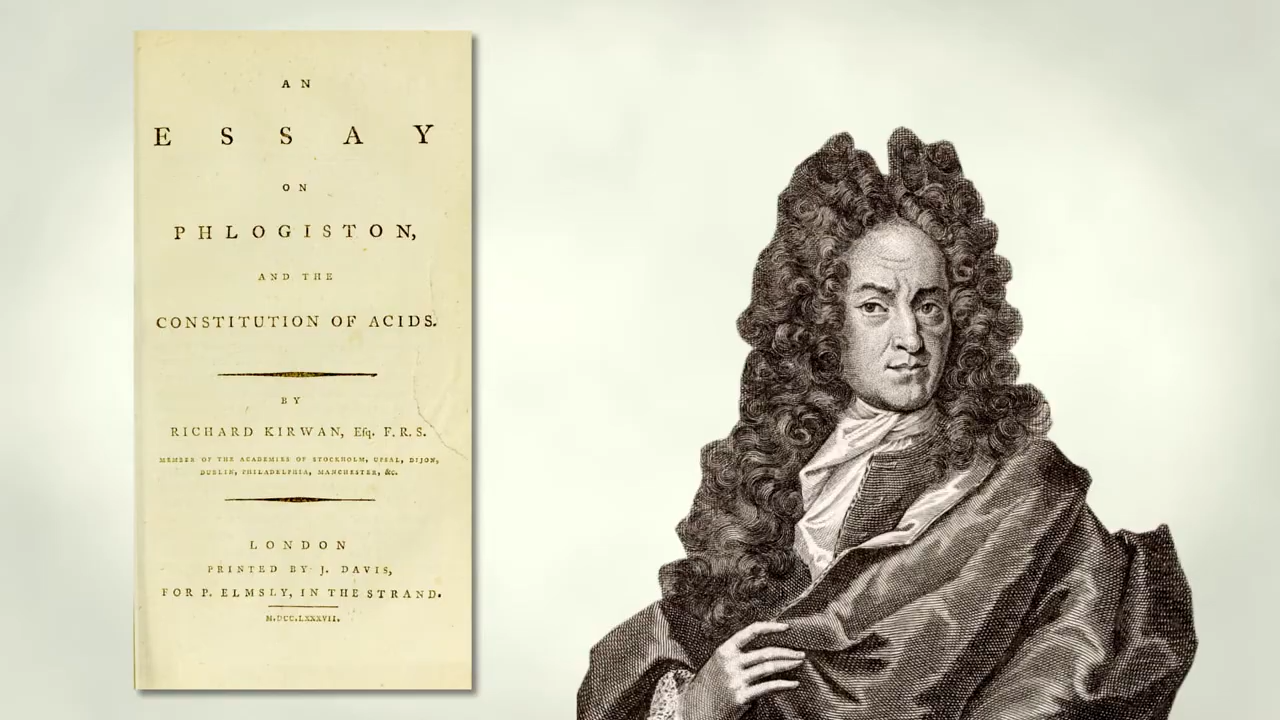 AN
ESSAY
ON
PHLOGISTON,
AND THE
CONSTITUTION OF ACIDS.
BY
RICHARD KIRWAN, Esq. F.R.S.
MEMBER OF THE ACADEMIES OF STOCKHOLM, UPSAL, DIJON,
DUBLIN, PHILADELPHIA, MANCHESTER, &c.
LONDON
PRINTED BY J. DAVIS,
FOR P. ELMSLY, IN THE STRAND.
M.DCC.LXXXVII.